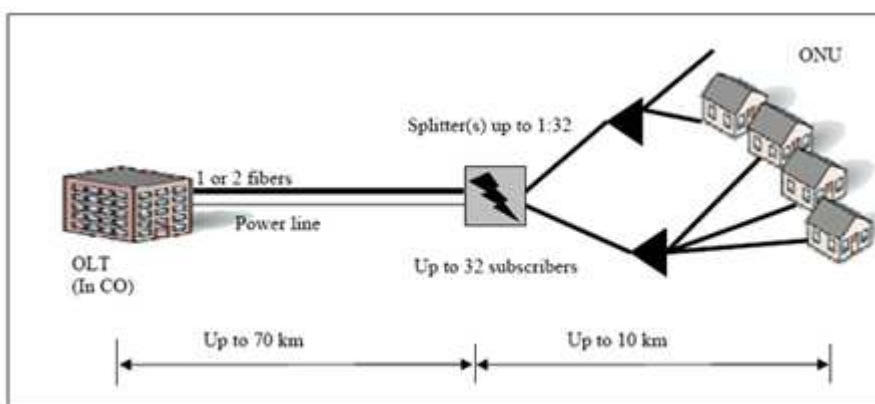 ONU
Splitter(s) up to 1:32
1 or 2 fibers
Power line
OLT
(In CO)
Up to 32 subscribers
Up to 70 km
Up to 10 km